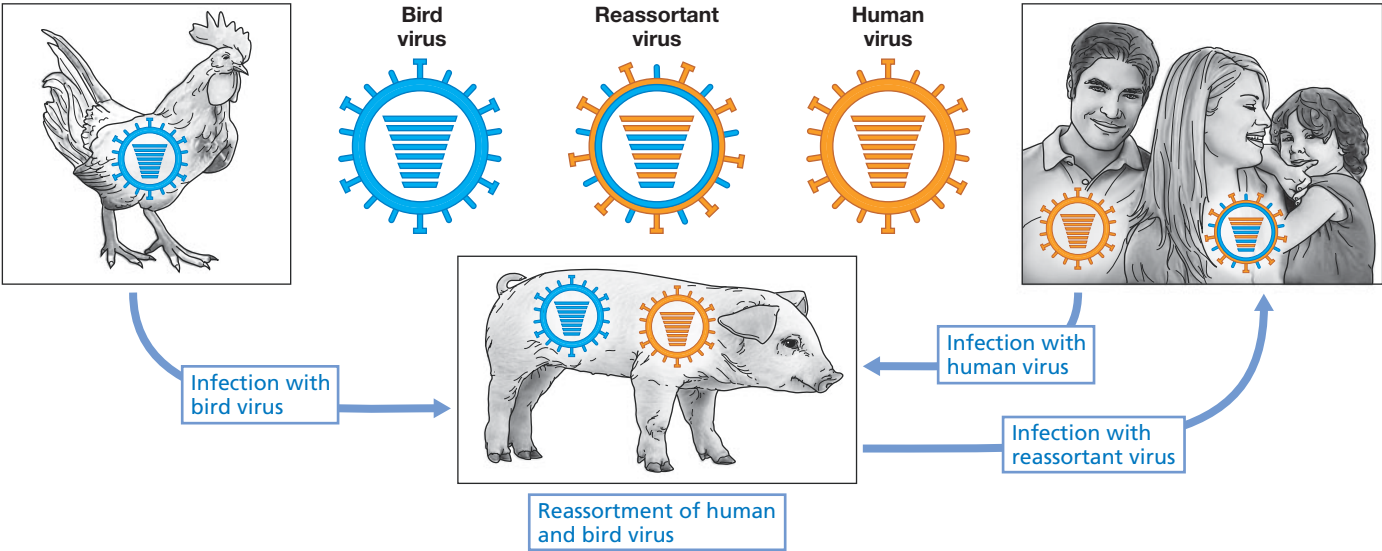 Bird
virus
Reassortant
virus
Human
virus
Infection with
bird virus
Infection with
human virus
Infection with
reassortant virus
Reassortment of human
and bird virus